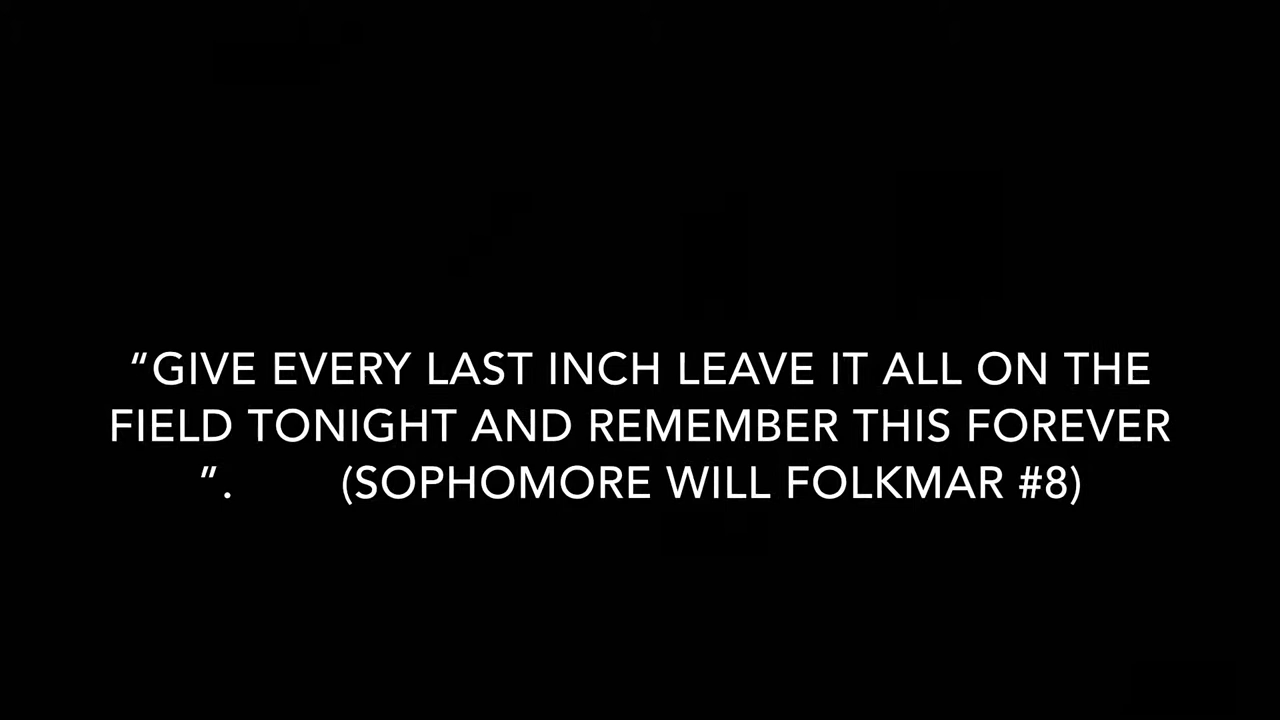 “GIVE EVERY LAST INCH LEAVE IT ALL ON THE
FIELD TONIGHT AND REMEMBER THIS FOREVER
”. (SOPHOMORE WILL FOLKMAR #8)